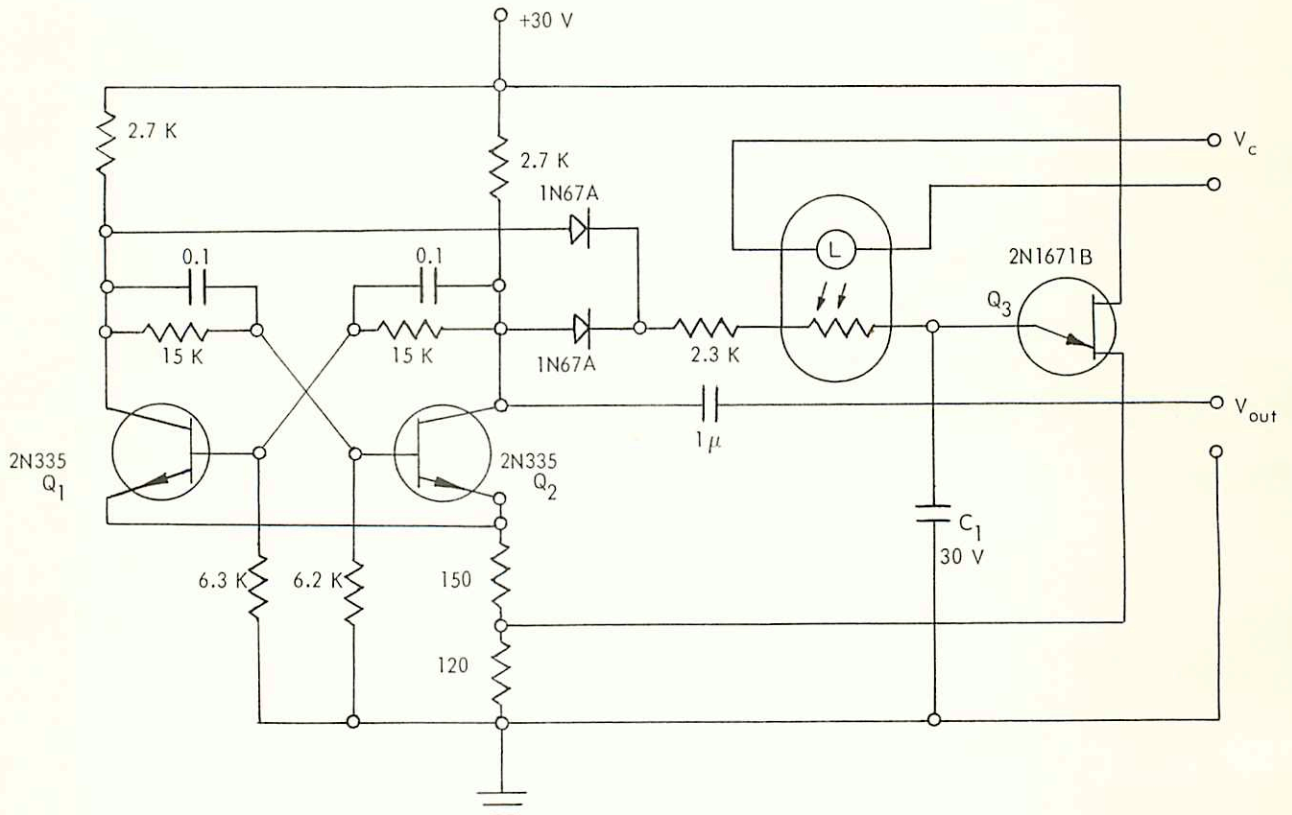 +30 V
2.7 K
2.7 K
V_c
1N67A
0.1
0.1
L
2N1671B
Q_3
15 K
15 K
1N67A
2.3 K
V_out
1 μ
2N335
Q_1
2N335
Q_2
C_1
30 V
6.3 K
6.2 K
150
120